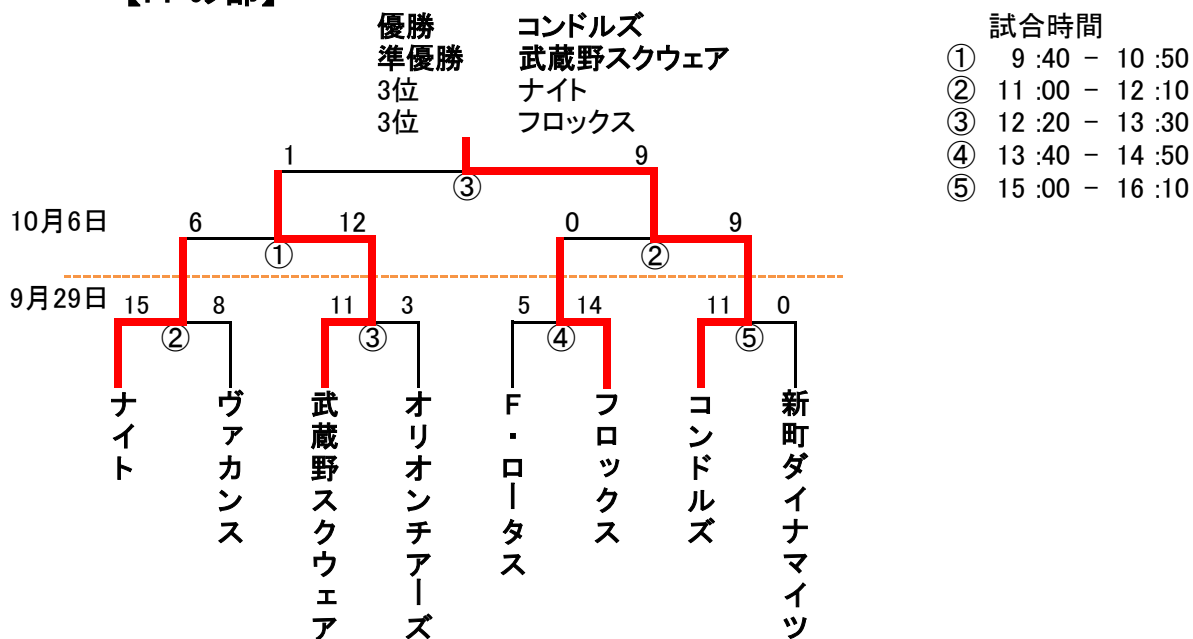 優勝 コンドルズ
準優勝 武蔵野スクウェア
3位 ナイト
3位 フロックス
試合時間
① 9 :40 - 10 :50
② 11 :00 - 12 :10
③ 12 :20 - 13 :30
④ 13 :40 - 14 :50
⑤ 15 :00 - 16 :10
1 9
③
10月6日 6 12 0 9
① ②
9月29日 15 8 11 3 5 14 11 0
② ③ ④ ⑤
ナイト
ヴァカンス
武蔵野スクウェア
オリオンチアーズ
F・ロータス
フロックス
コンドルズ
新町ダイナマイツ